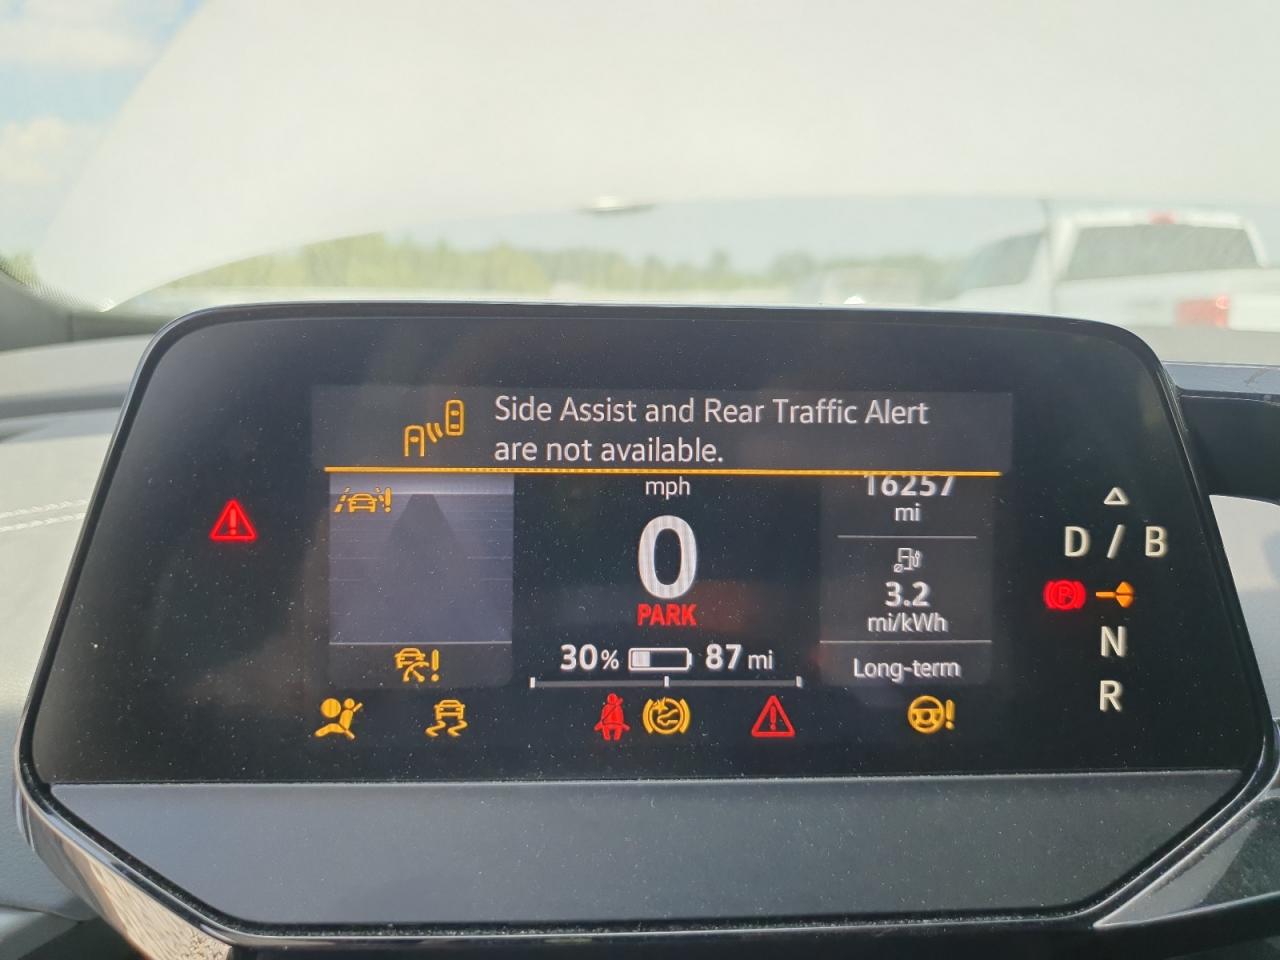 Side Assist and Rear Traffic Alert
are not available.
mph
16257
mi
0
PARK
3.2
mi/kWh
30% 87 mi
Long-term
D / B
P
N
R